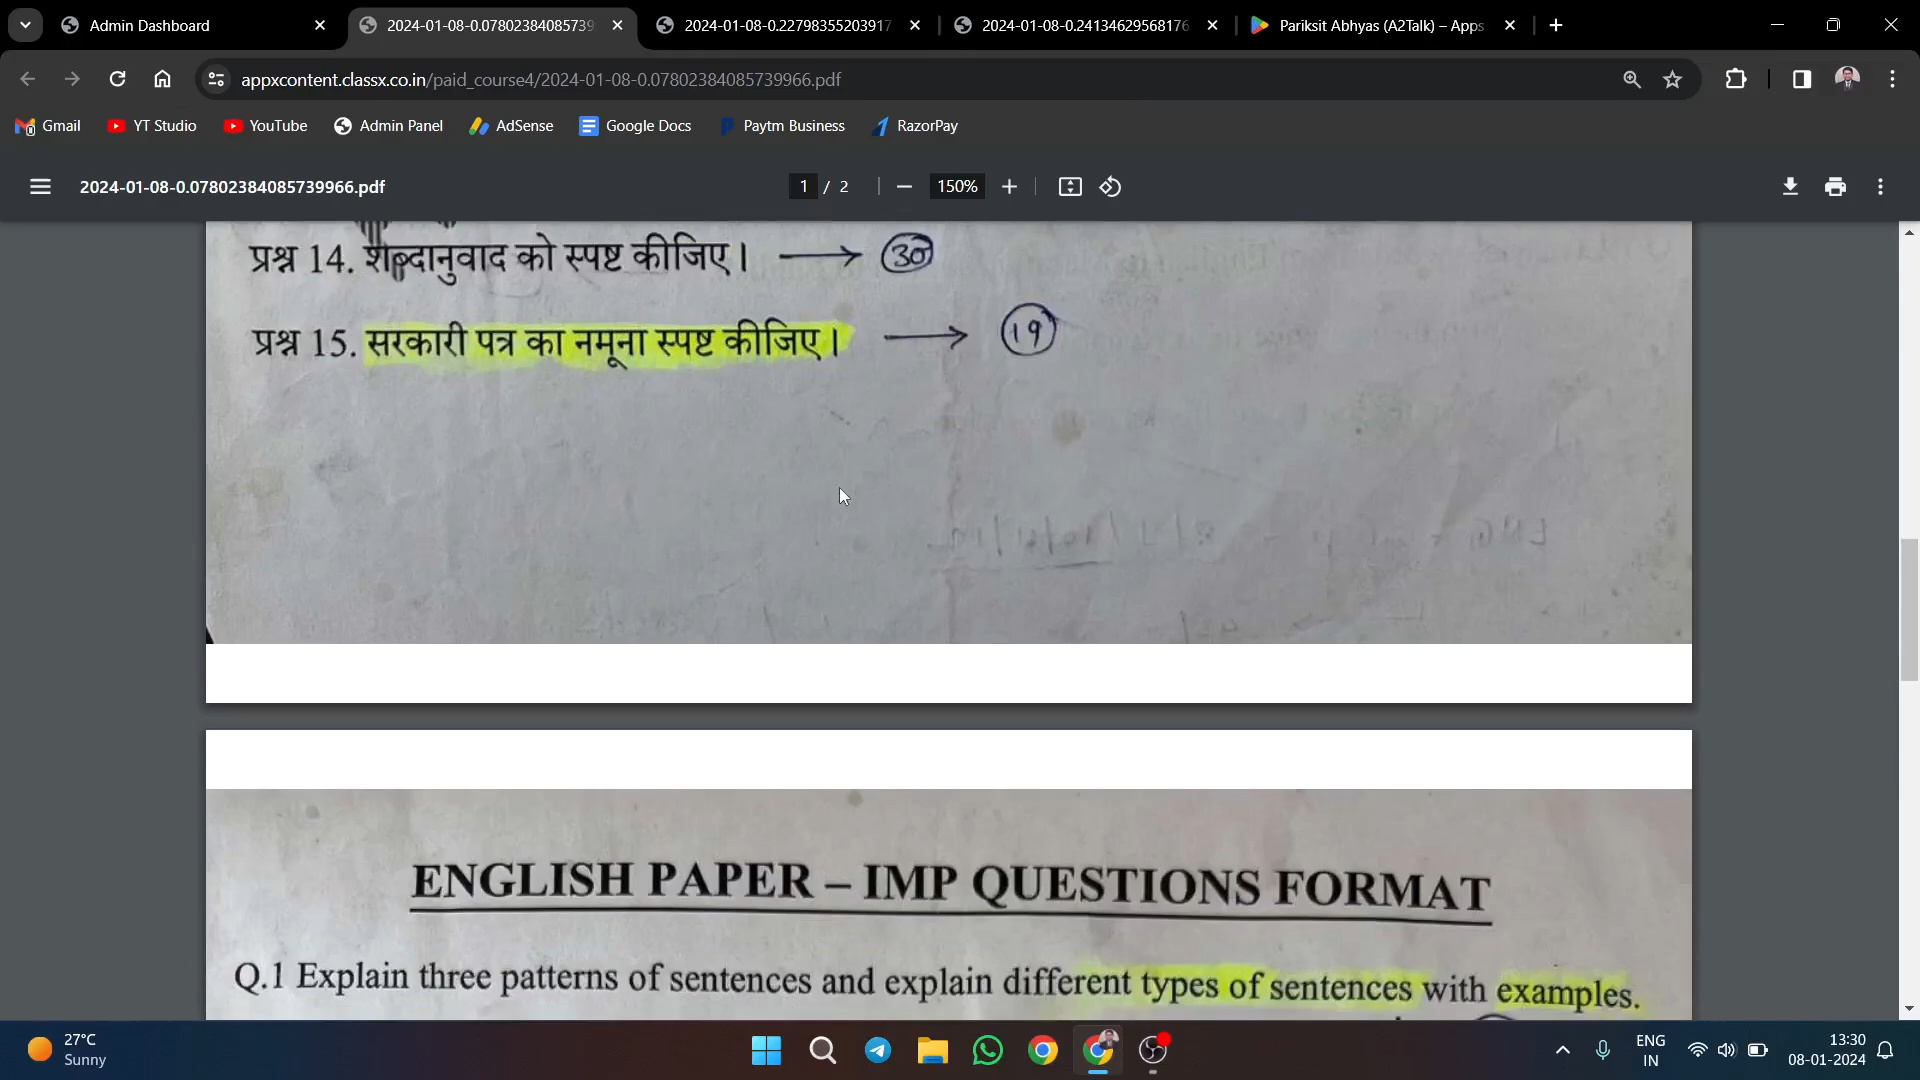 Admin Dashboard
2024-01-08-0.07802384085739
2024-01-08-0.22798355203917
2024-01-08-0.24134629568176
Pariksit Abhyas (A2Talk) – Apps
appxcontent.classx.co.in/paid_course4/2024-01-08-0.07802384085739966.pdf
Gmail
YT Studio
YouTube
Admin Panel
AdSense
Google Docs
Paytm Business
RazorPay
2024-01-08-0.07802384085739966.pdf
1 / 2
150%
प्रश्न 14. शब्दानुवाद को स्पष्ट कीजिए। → 30
प्रश्न 15. सरकारी पत्र का नमूना स्पष्ट कीजिए। → 19
ENGLISH PAPER – IMP QUESTIONS FORMAT
Q.1 Explain three patterns of sentences and explain different types of sentences with examples.
27°C
Sunny
ENG
IN
13:30
08-01-2024